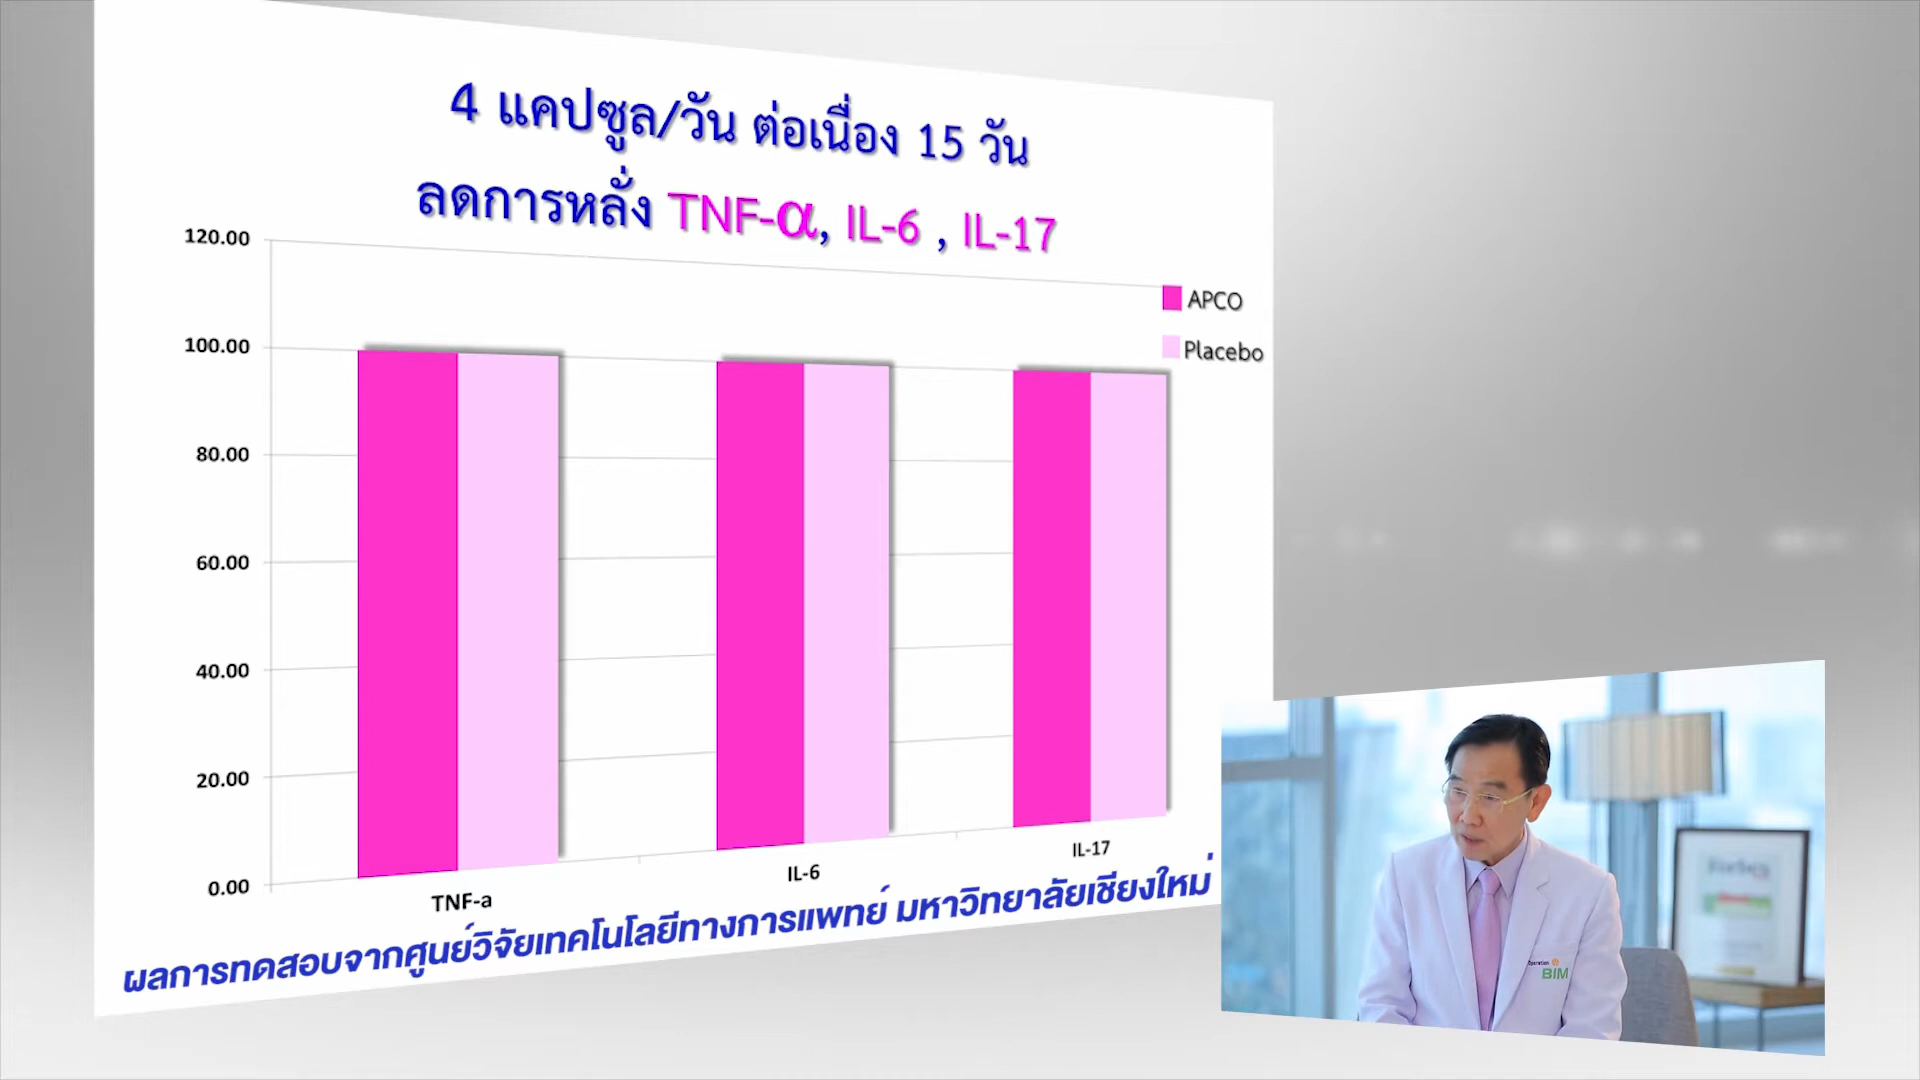 4 แคปซูล/วัน ต่อเนื่อง 15 วัน
ลดการหลั่ง TNF-α, IL-6 , IL-17
120.00
100.00
80.00
60.00
40.00
20.00
0.00
APCO
Placebo
TNF-a
IL-6
IL-17
ผลการทดสอบจากศูนย์วิจัยเทคโนโลยีทางการแพทย์ มหาวิทยาลัยเชียงใหม่
Operation
BIM